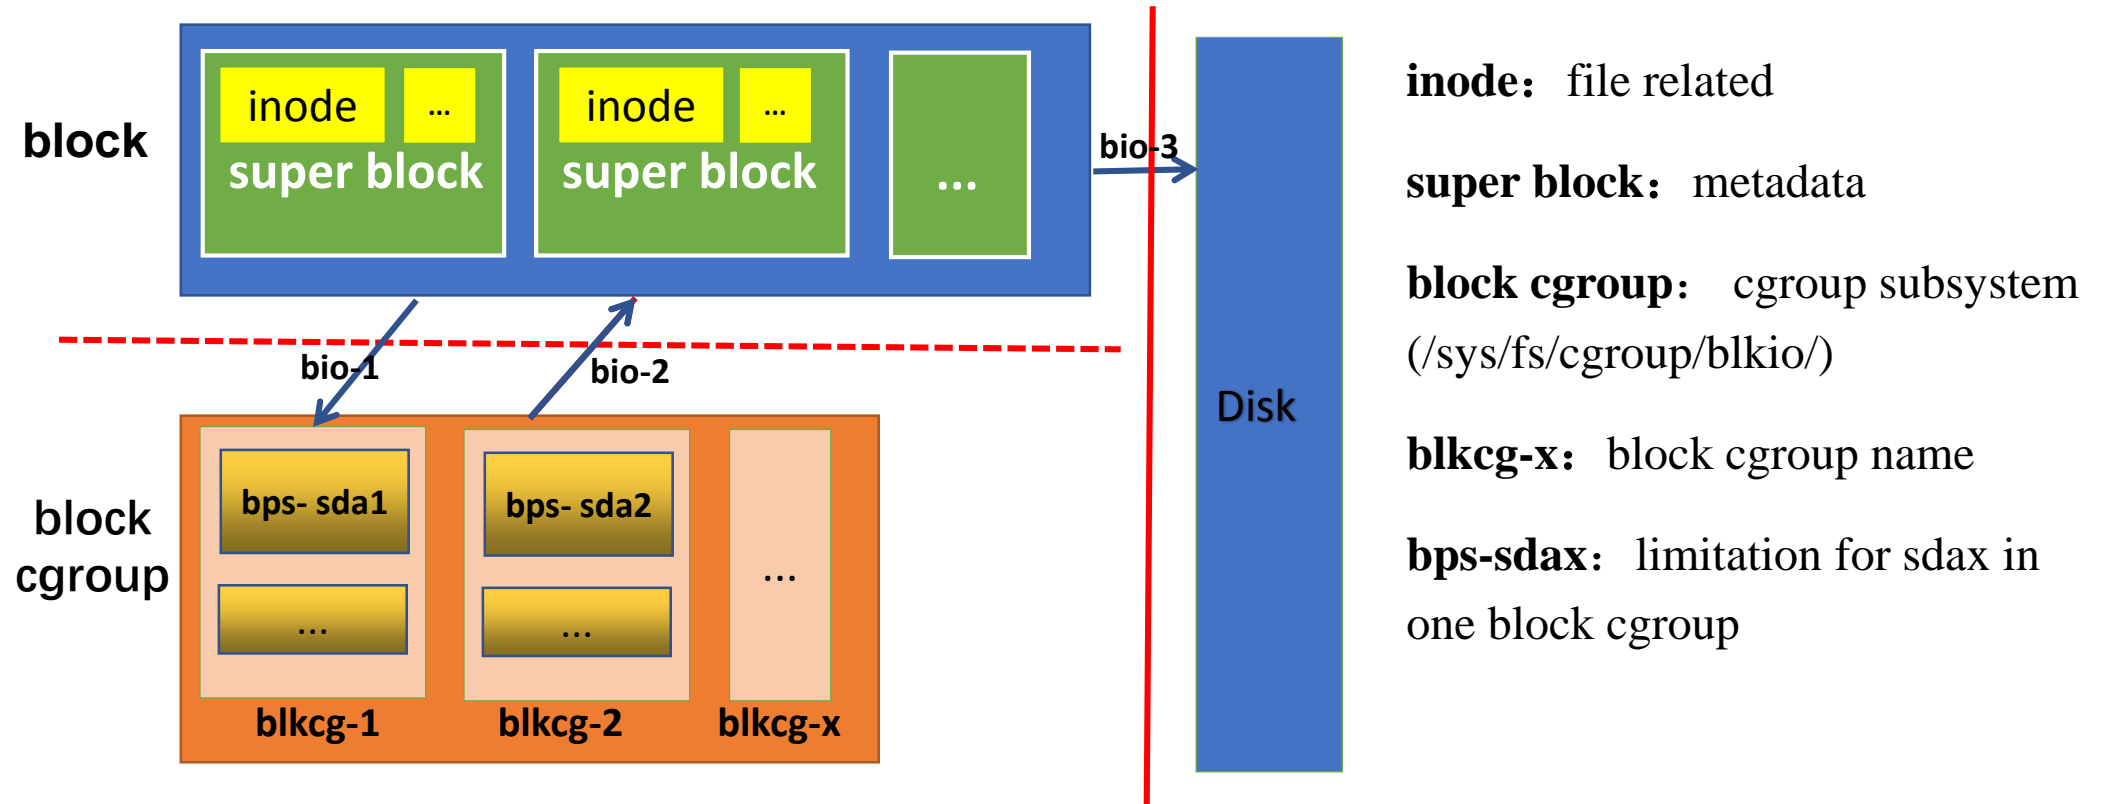 block
inode
...
super block
inode
...
super block
...
bio-3
bio-1
bio-2
block
cgroup
bps- sda1
...
blkcg-1
bps- sda2
...
blkcg-2
...
blkcg-x
Disk
inode：file related
super block：metadata
block cgroup： cgroup subsystem
(/sys/fs/cgroup/blkio/)
blkcg-x：block cgroup name
bps-sdax：limitation for sdax in
one block cgroup